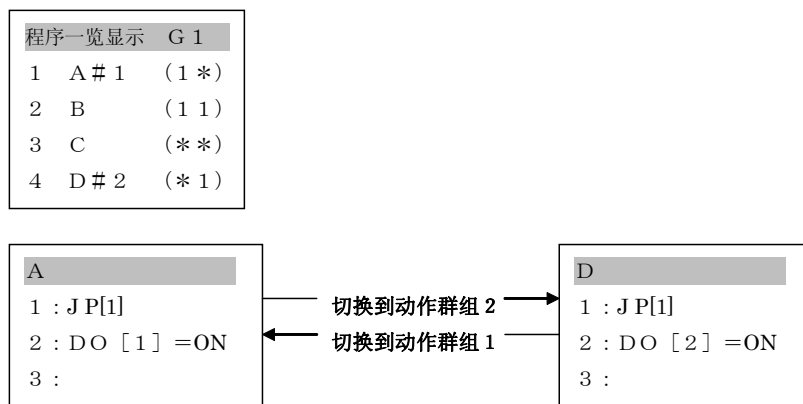 程序一览显示 Ｇ１
１ Ａ＃１ （１＊）
２ Ｂ （１１）
３ Ｃ （＊＊）
４ Ｄ＃２ （＊１）
Ａ
１：J P[1]
２：ＤＯ［１］＝ON
３：
切换到动作群组 2
切换到动作群组 1
Ｄ
１：J P[1]
２：ＤＯ［２］＝ON
３：